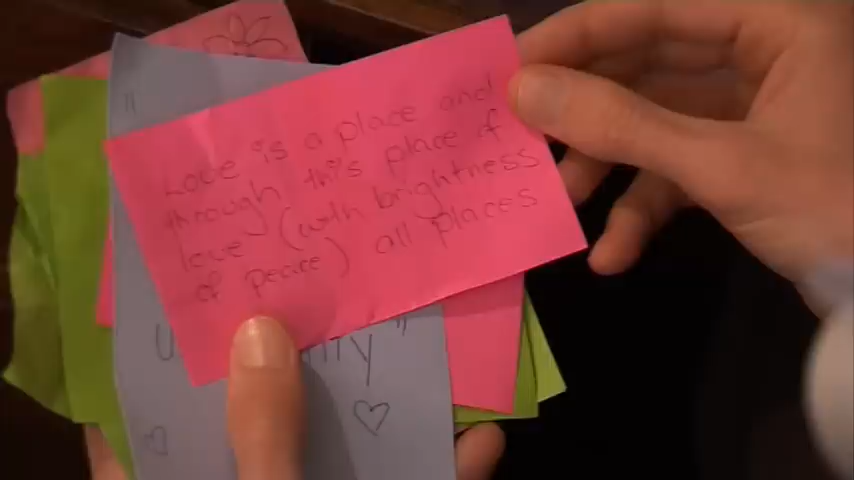 Love is a place and
through this place of
love (with brightness
of peace) all places
"
"